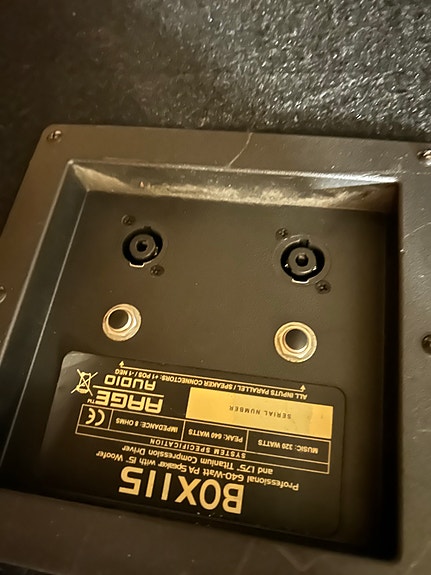 BOX115
Professional 640-Watt PA Speaker with 15" Woofer
and 1.75" Titanium Compression Driver
SYSTEM SPECIFICATION
MUSIC: 320 WATTS PEAK: 640 WATTS IMPEDANCE: 8 OHMS
SERIAL NUMBER
CE
RAGE™
AUDIO
ALL INPUTS PARALLEL / SPEAKER CONNECTORS: +1 POS / -1 NEG